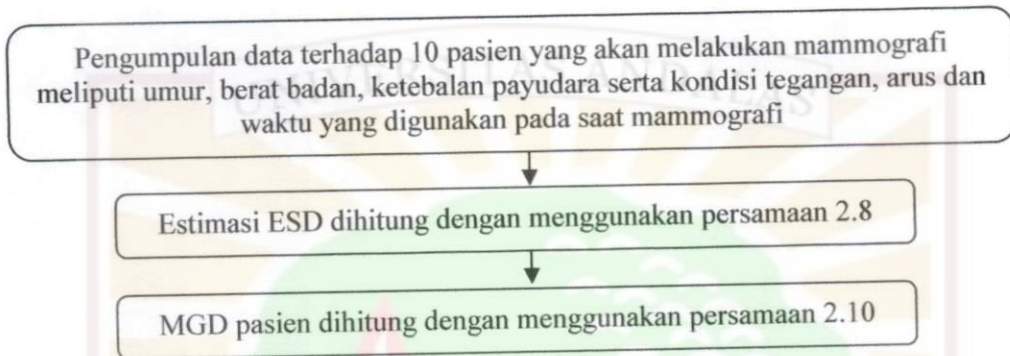 Pengumpulan data terhadap 10 pasien yang akan melakukan mammografi
meliputi umur, berat badan, ketebalan payudara serta kondisi tegangan, arus dan
waktu yang digunakan pada saat mammografi
UNIVERSITAS ANDALAS
Estimasi ESD dihitung dengan menggunakan persamaan 2.8
MGD pasien dihitung dengan menggunakan persamaan 2.10